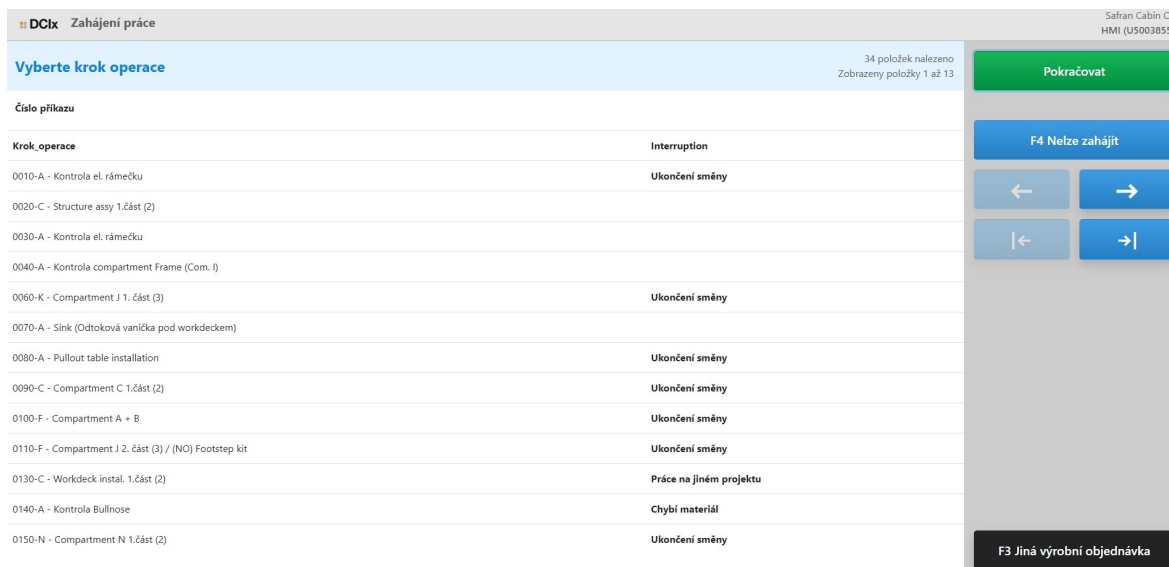 DCIx Zahájení práce
Safran Cabin C
HMI (U5003855
Vyberte krok operace
34 položek nalezeno
Zobrazeny položky 1 až 13
Pokračovat
Číslo příkazu
F4 Nelze zahájit
Krok_operace Interruption
0010-A - Kontrola el. rámečku Ukončení směny
0020-C - Structure assy 1.část (2)
0030-A - Kontrola el. rámečku
0040-A - Kontrola compartment Frame (Com. I)
0060-K - Compartment J 1. část (3) Ukončení směny
0070-A - Sink (Odtoková vanička pod workdeckem)
0080-A - Pullout table installation Ukončení směny
0090-C - Compartment C 1.část (2) Ukončení směny
0100-F - Compartment A + B Ukončení směny
0110-F - Compartment J 2. část (3) / (NO) Footstep kit Ukončení směny
0130-C - Workdeck instal. 1.část (2) Práce na jiném projektu
0140-A - Kontrola Bullnose Chybí materiál
0150-N - Compartment N 1.část (2) Ukončení směny
F3 Jiná výrobní objednávka